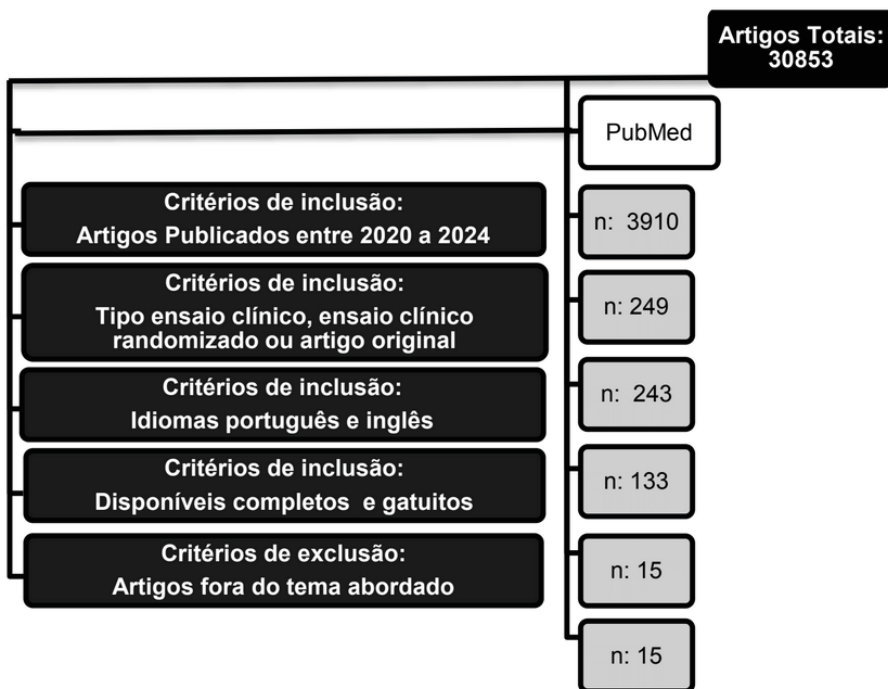 Artigos Totais:
30853
PubMed
Critérios de inclusão:
Artigos Publicados entre 2020 a 2024
n: 3910
Critérios de inclusão:
Tipo ensaio clínico, ensaio clínico
randomizado ou artigo original
n: 249
Critérios de inclusão:
Idiomas português e inglês
n: 243
Critérios de inclusão:
Disponíveis completos e gatuitos
n: 133
Critérios de exclusão:
Artigos fora do tema abordado
n: 15
n: 15